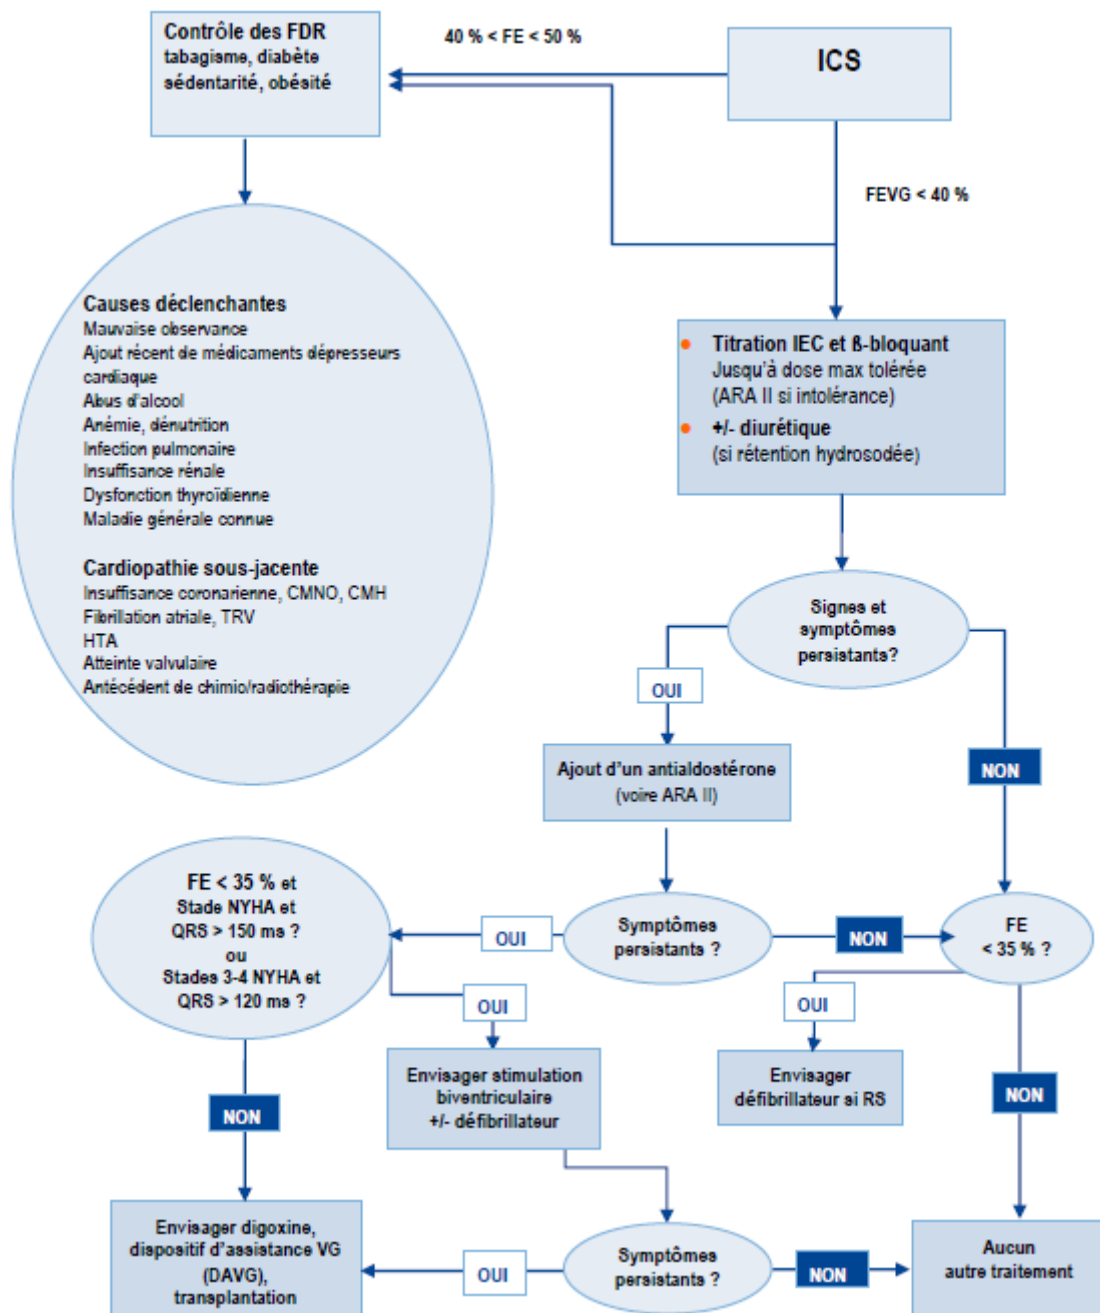 Contrôle des FDR
tabagisme, diabète
sédentarité, obésité
40 % < FE < 50 %
ICS
FEVG < 40 %
Causes déclenchantes
Mauvaise observance
Ajout récent de médicaments dépresseurs
cardiaque
Abus d'alcool
Anémie, dénutrition
Infection pulmonaire
Insuffisance rénale
Dysfonction thyroïdienne
Maladie générale connue
Cardiopathie sous-jacente
Insuffisance coronarienne, CMNO, CMH
Fibrillation atriale, TRV
HTA
Atteinte valvulaire
Antécédent de chimio/radiothérapie
• Titration IEC et ß-bloquant
Jusqu'à dose max tolérée
(ARA II si intolérance)
• +/- diurétique
(si rétention hydrosodée)
Signes et
symptômes
persistants?
OUI
NON
Ajout d'un antialdostérone
(voire ARA II)
FE < 35 % et
Stade NYHA et
QRS > 150 ms ?
ou
Stades 3-4 NYHA et
QRS > 120 ms ?
OUI
Symptômes
persistants ?
NON
FE
< 35 % ?
OUI
OUI
NON
Envisager stimulation
biventriculaire
+/- défibrillateur
Envisager
défibrillateur si RS
NON
Envisager digoxine,
dispositif d'assistance VG
(DAVG),
transplantation
OUI
Symptômes
persistants ?
NON
Aucun
autre traitement